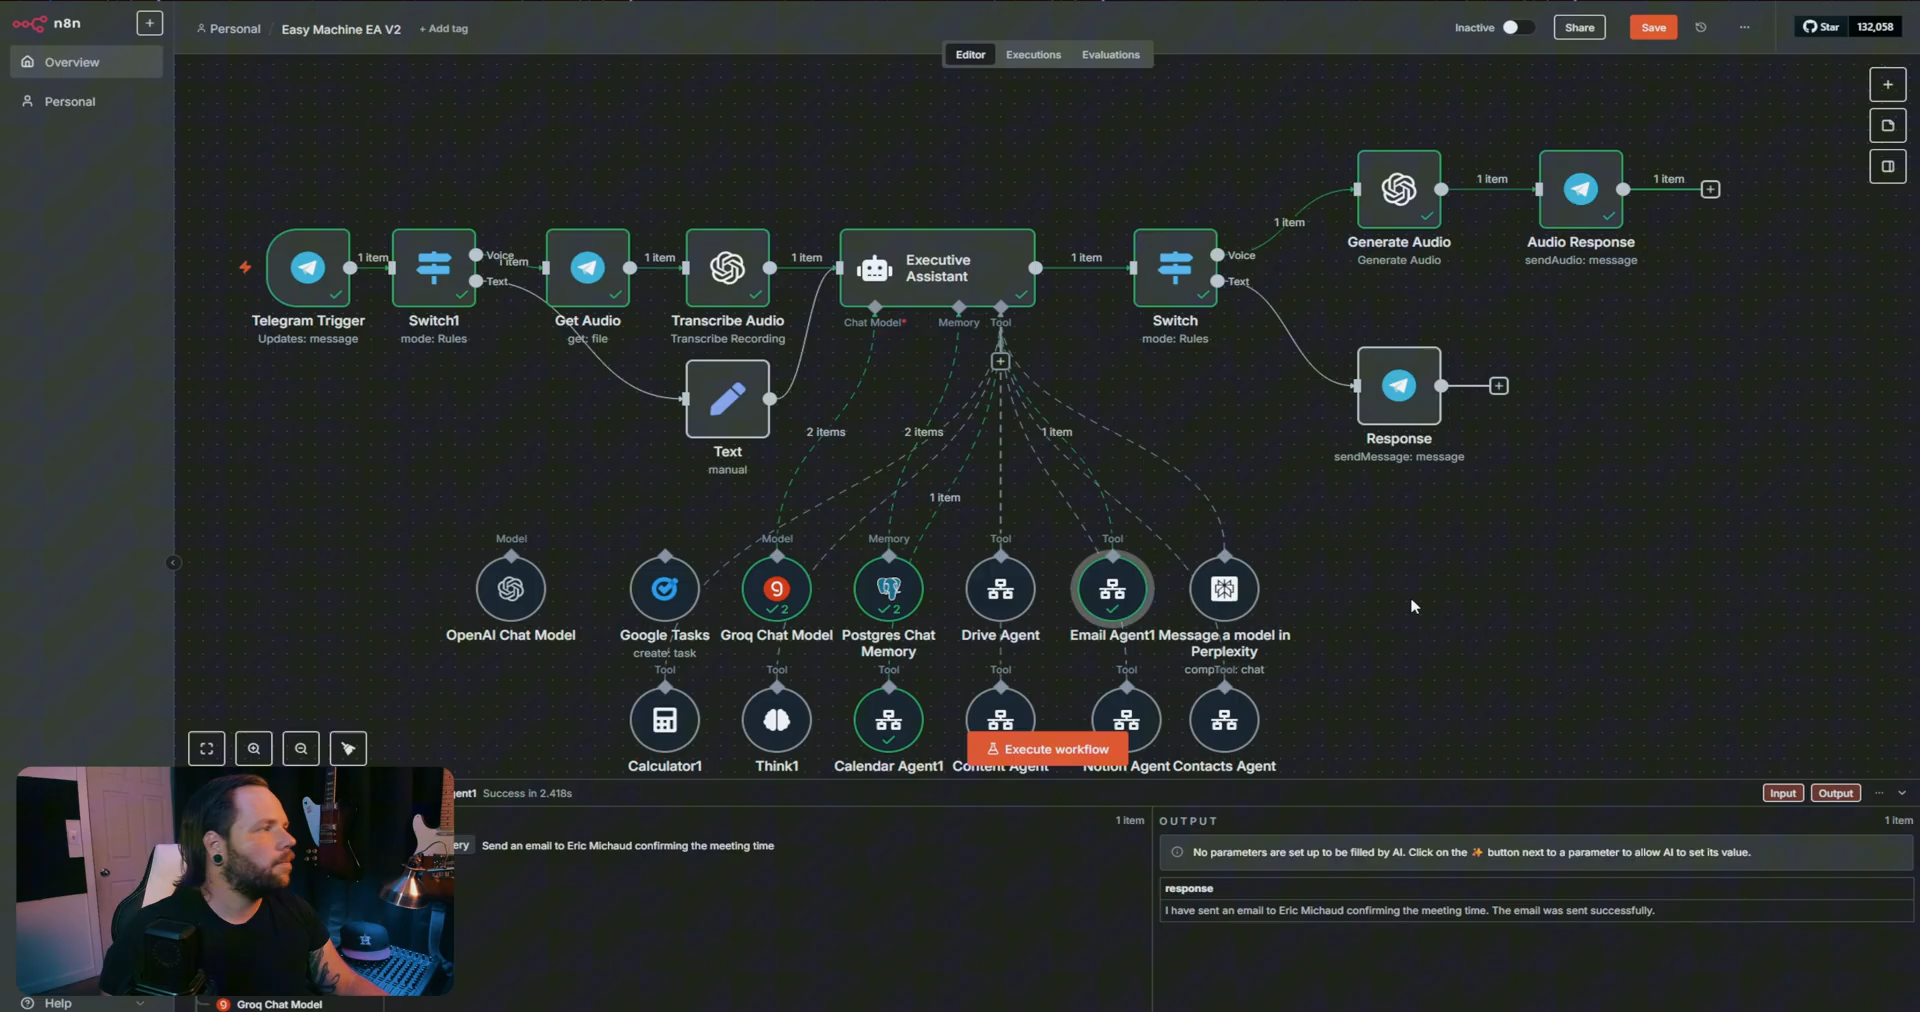 n8n
Personal / Easy Machine EA V2 + Add tag
Inactive
Share
Save
Star 132,058
Editor Executions Evaluations
Overview
Personal
1 item
1 item
1 item
Generate Audio
Generate Audio
Audio Response
sendAudio: message
1 item
Voice
Text
1 item
1 item
1 item
Executive
Assistant
1 item
Voice
Text
Telegram Trigger
Updates: message
Switch1
mode: Rules
Get Audio
get: file
Transcribe Audio
Transcribe Recording
Chat Model*
Memory
Tool
Switch
mode: Rules
Text
manual
Response
sendMessage: message
2 items
2 items
1 item
1 item
Model
Model
Memory
Tool
Tool
2
2
OpenAI Chat Model
Google Tasks
create: task
Groq Chat Model
Postgres Chat
Memory
Drive Agent
Email Agent1
Message a model in
Perplexity
Tool
Tool
Tool
Tool
Tool
Execute workflow
Calculator1
Think1
Calendar Agent1
Content Agent
Notion Agent
Contacts Agent
gent1 Success in 2.418s
Input
Output
1 item
OUTPUT
1 item
ery Send an email to Eric Michaud confirming the meeting time
No parameters are set up to be filled by AI. Click on the button next to a parameter to allow AI to set its value.
response
I have sent an email to Eric Michaud confirming the meeting time. The email was sent successfully.
Help
Groq Chat Model